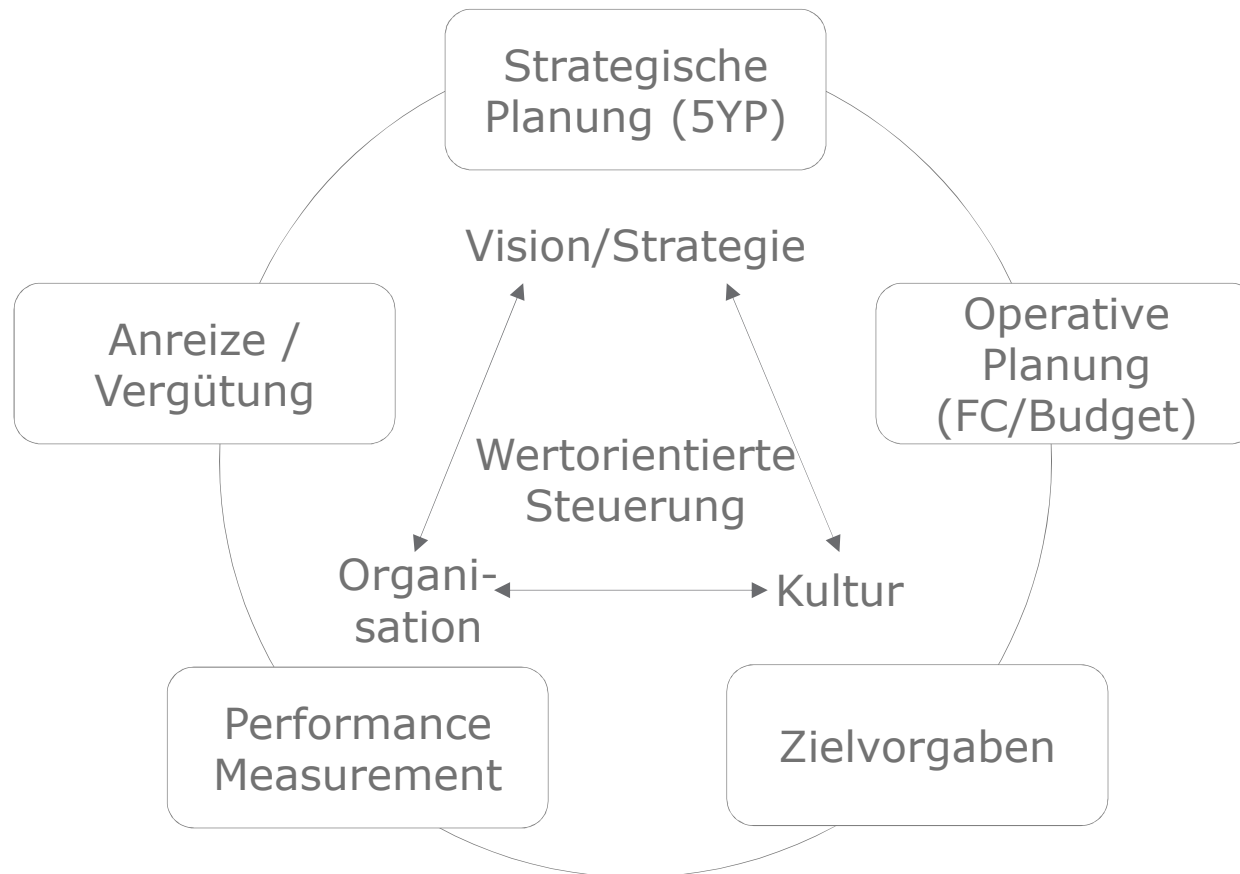 Strategische
Planung (5YP)
Vision/Strategie
Anreize /
Vergütung
Operative
Planung
(FC/Budget)
Wertorientierte
Steuerung
Organi-
sation
Kultur
Performance
Measurement
Zielvorgaben